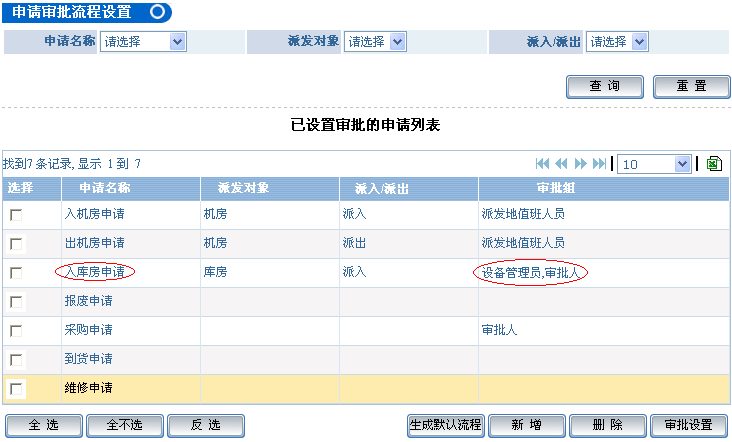 申请审批流程设置
申请名称 请选择 派发对象 请选择 派入/派出 请选择
查 询 重 置
已设置审批的申请列表
找到7 条记录, 显示 1 到 7 10
选择 申请名称 派发对象 派入/派出 审批组
入机房申请 机房 派入 派发地值班人员
出机房申请 机房 派出 派发地值班人员
入库房申请 库房 派入 设备管理员,审批人
报废申请
采购申请 审批人
到货申请
维修申请
全 选 全不选 反 选 生成默认流程 新 增 删 除 审批设置